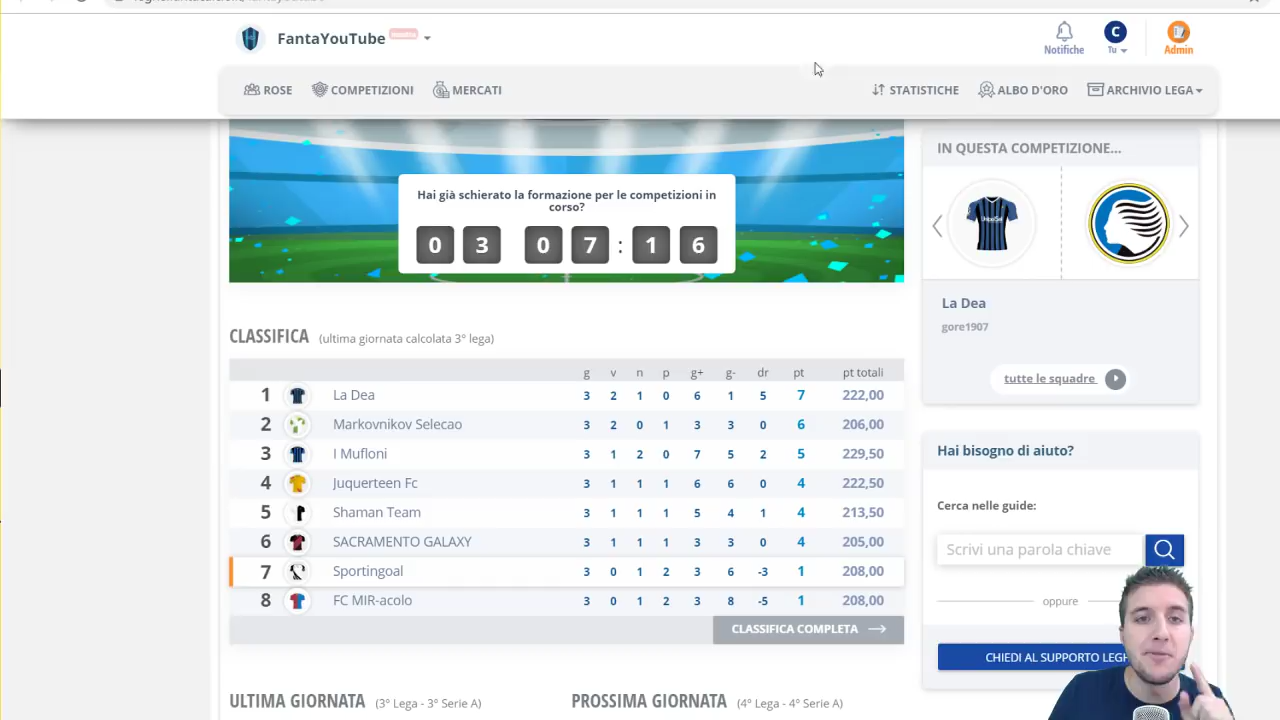 FantaYouTube
Notifiche
C
Tu
Admin
ROSE
COMPETIZIONI
MERCATI
STATISTICHE
ALBO D'ORO
ARCHIVIO LEGA
Hai già schierato la formazione per le competizioni in
corso?
0 3 0 7 : 1 6
IN QUESTA COMPETIZIONE...
La Dea
gore1907
tutte le squadre
CLASSIFICA (ultima giornata calcolata 3° lega)
g v n p g+ g- dr pt pt totali
1 La Dea 3 2 1 0 6 1 5 7 222,00
2 Markovnikov Selecao 3 2 0 1 3 3 0 6 206,00
3 I Mufloni 3 1 2 0 7 5 2 5 229,50
4 Juquerteen Fc 3 1 1 1 6 6 0 4 222,50
5 Shaman Team 3 1 1 1 5 4 1 4 213,50
6 SACRAMENTO GALAXY 3 1 1 1 3 3 0 4 205,00
7 Sportingoal 3 0 1 2 3 6 -3 1 208,00
8 FC MIR-acolo 3 0 1 2 3 8 -5 1 208,00
CLASSIFICA COMPLETA
Hai bisogno di aiuto?
Cerca nelle guide:
Scrivi una parola chiave
oppure
CHIEDI AL SUPPORTO LEGH
ULTIMA GIORNATA (3° Lega - 3° Serie A)
PROSSIMA GIORNATA (4° Lega - 4° Serie A)